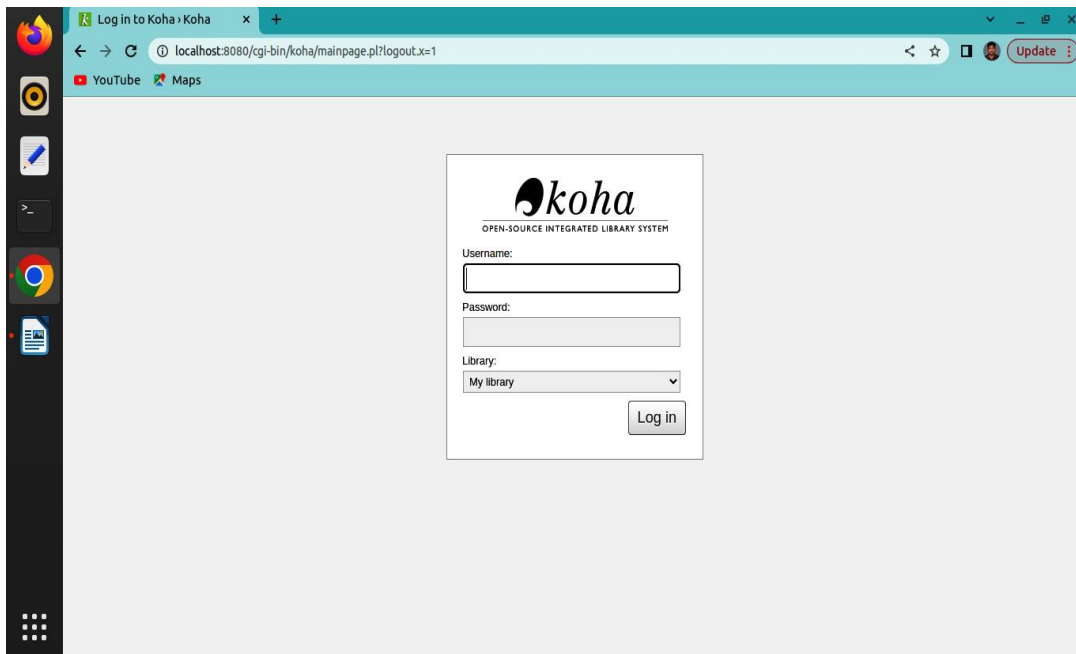 Log in to Koha › Koha
localhost:8080/cgi-bin/koha/mainpage.pl?logout.x=1
Update
YouTube
Maps
>_
koha
OPEN-SOURCE INTEGRATED LIBRARY SYSTEM
Username:
Password:
Library:
My library
Log in